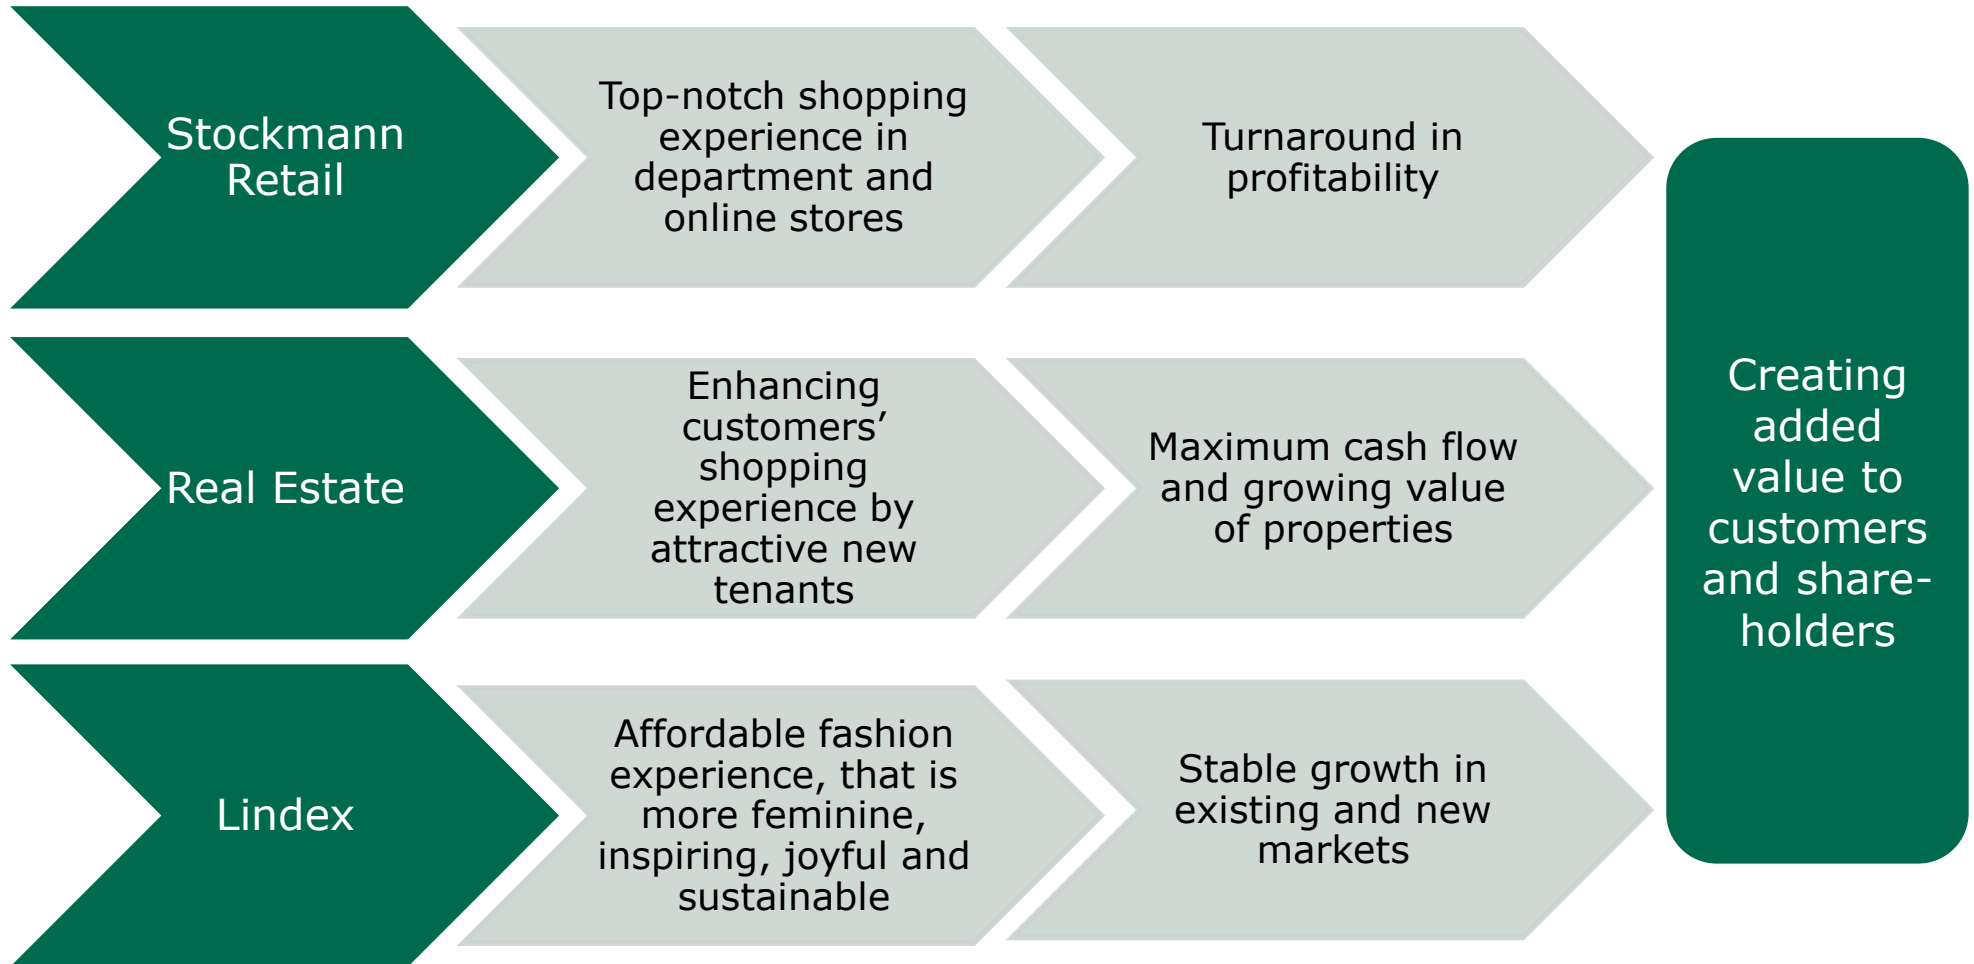 Stockmann
Retail
Top-notch shopping
experience in
department and
online stores
Turnaround in
profitability
Real Estate
Enhancing
customers’
shopping
experience by
attractive new
tenants
Maximum cash flow
and growing value
of properties
Lindex
Affordable fashion
experience, that is
more feminine,
inspiring, joyful and
sustainable
Stable growth in
existing and new
markets
Creating
added
value to
customers
and share-
holders